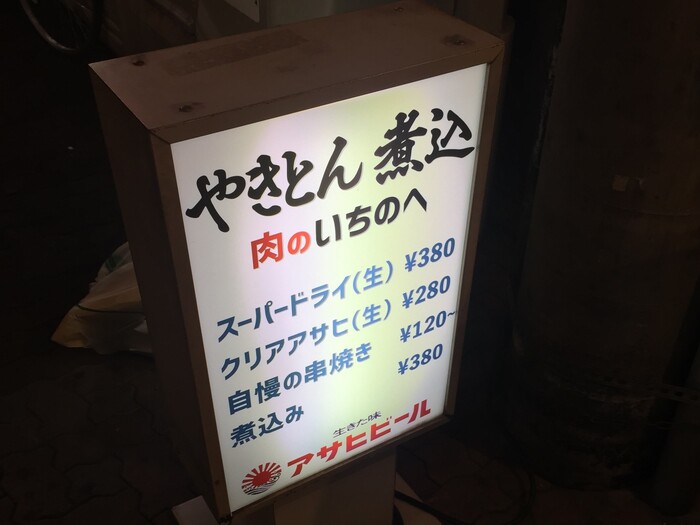 やきとん 煮込
肉のいちのへ
スーパードライ(生) ¥380
クリアアサヒ(生) ¥280
自慢の串焼き ¥120~
煮込み ¥380
生きた味
アサヒビール